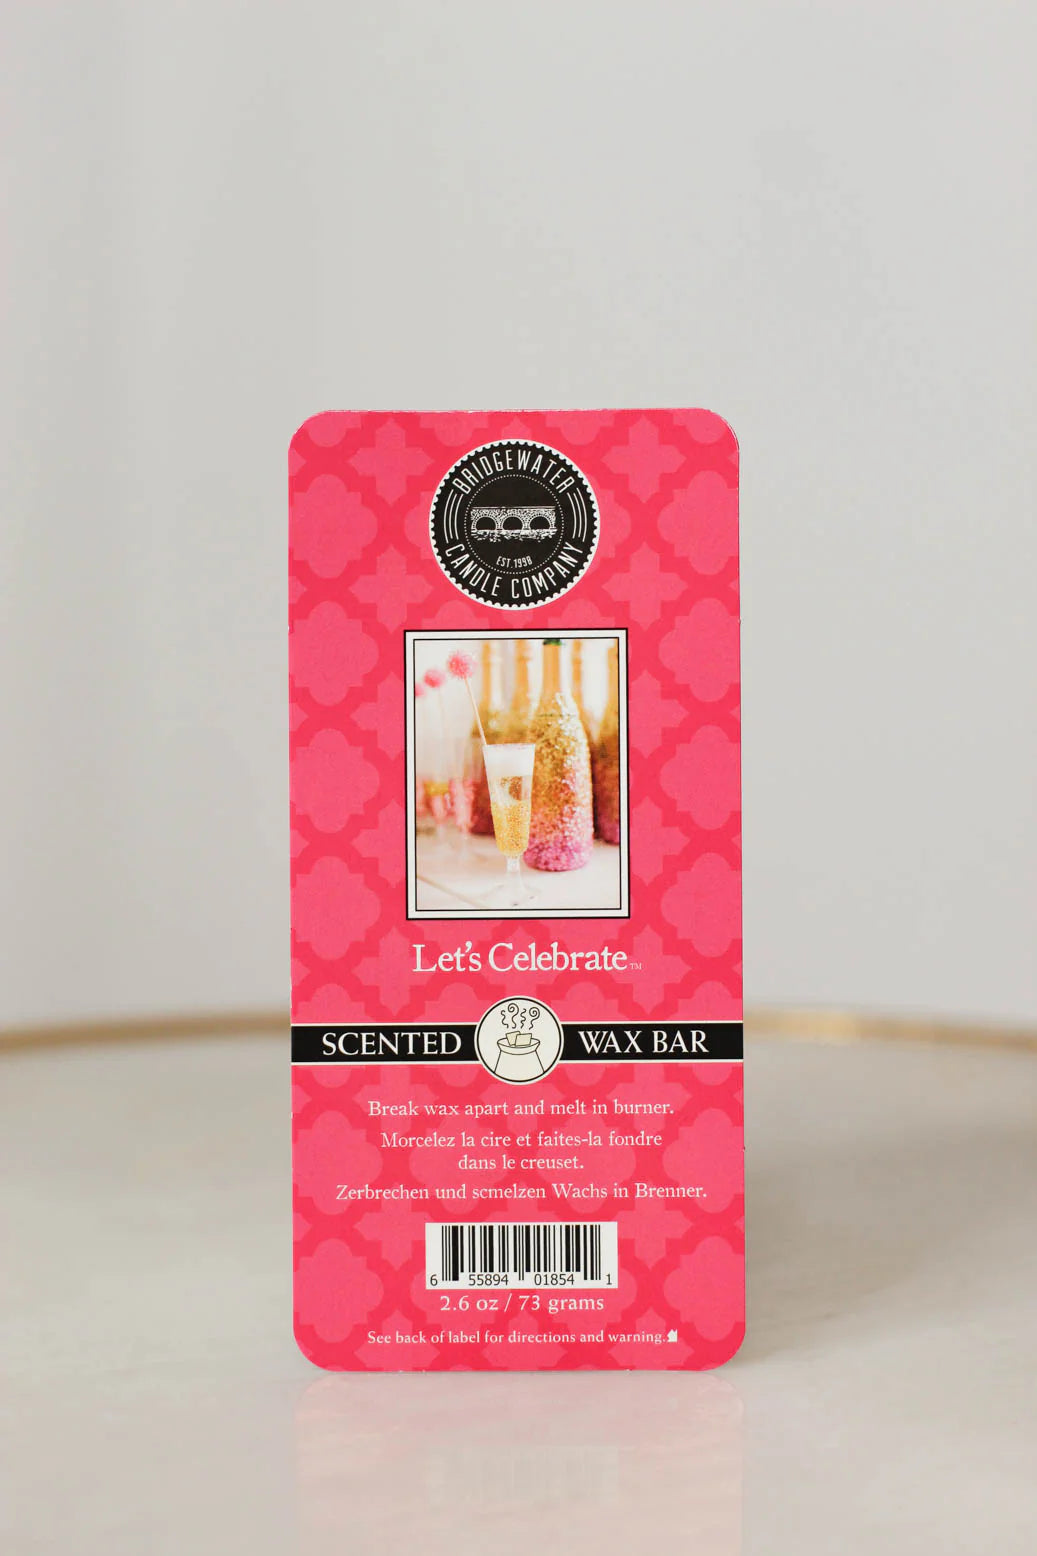 BRIDGEWATER
EST. 1998
CANDLE COMPANY
Let's Celebrate™
SCENTED WAX BAR
Break wax apart and melt in burner.
Morcelez la cire et faites-la fondre
dans le creuset.
Zerbrechen und scmelzen Wachs in Brenner.
6 55894 01854 1
2.6 oz / 73 grams
See back of label for directions and warning.